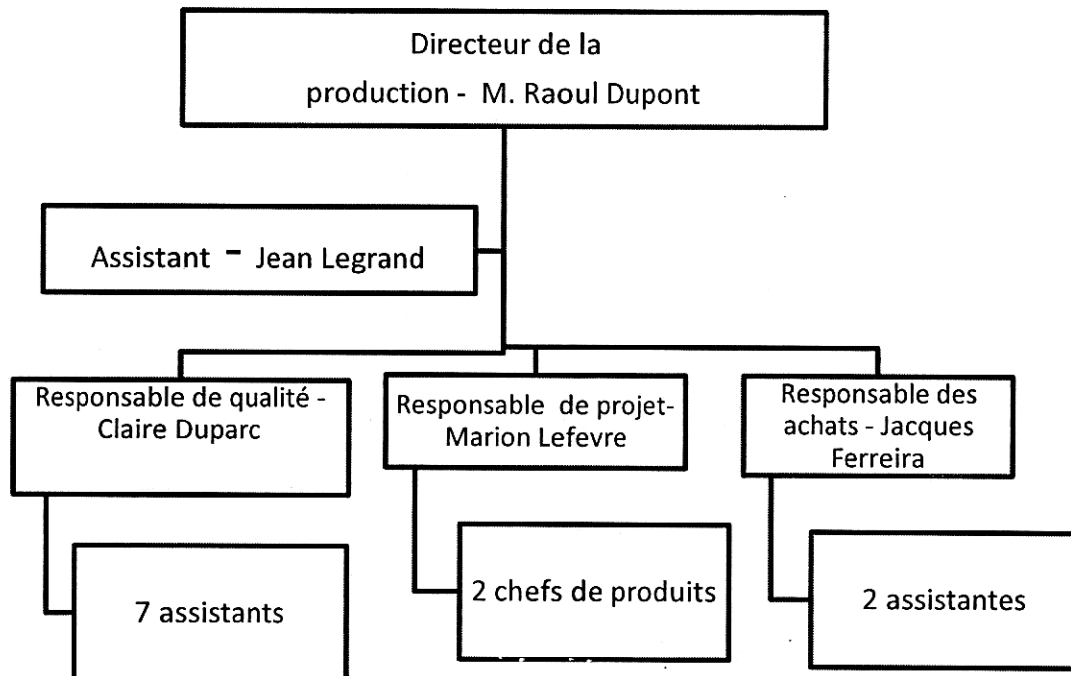 Directeur de la
production - M. Raoul Dupont
Assistant - Jean Legrand
Responsable de qualité -
Claire Duparc
Responsable de projet-
Marion Lefevre
Responsable des
achats - Jacques
Ferreira
7 assistants
2 chefs de produits
2 assistantes